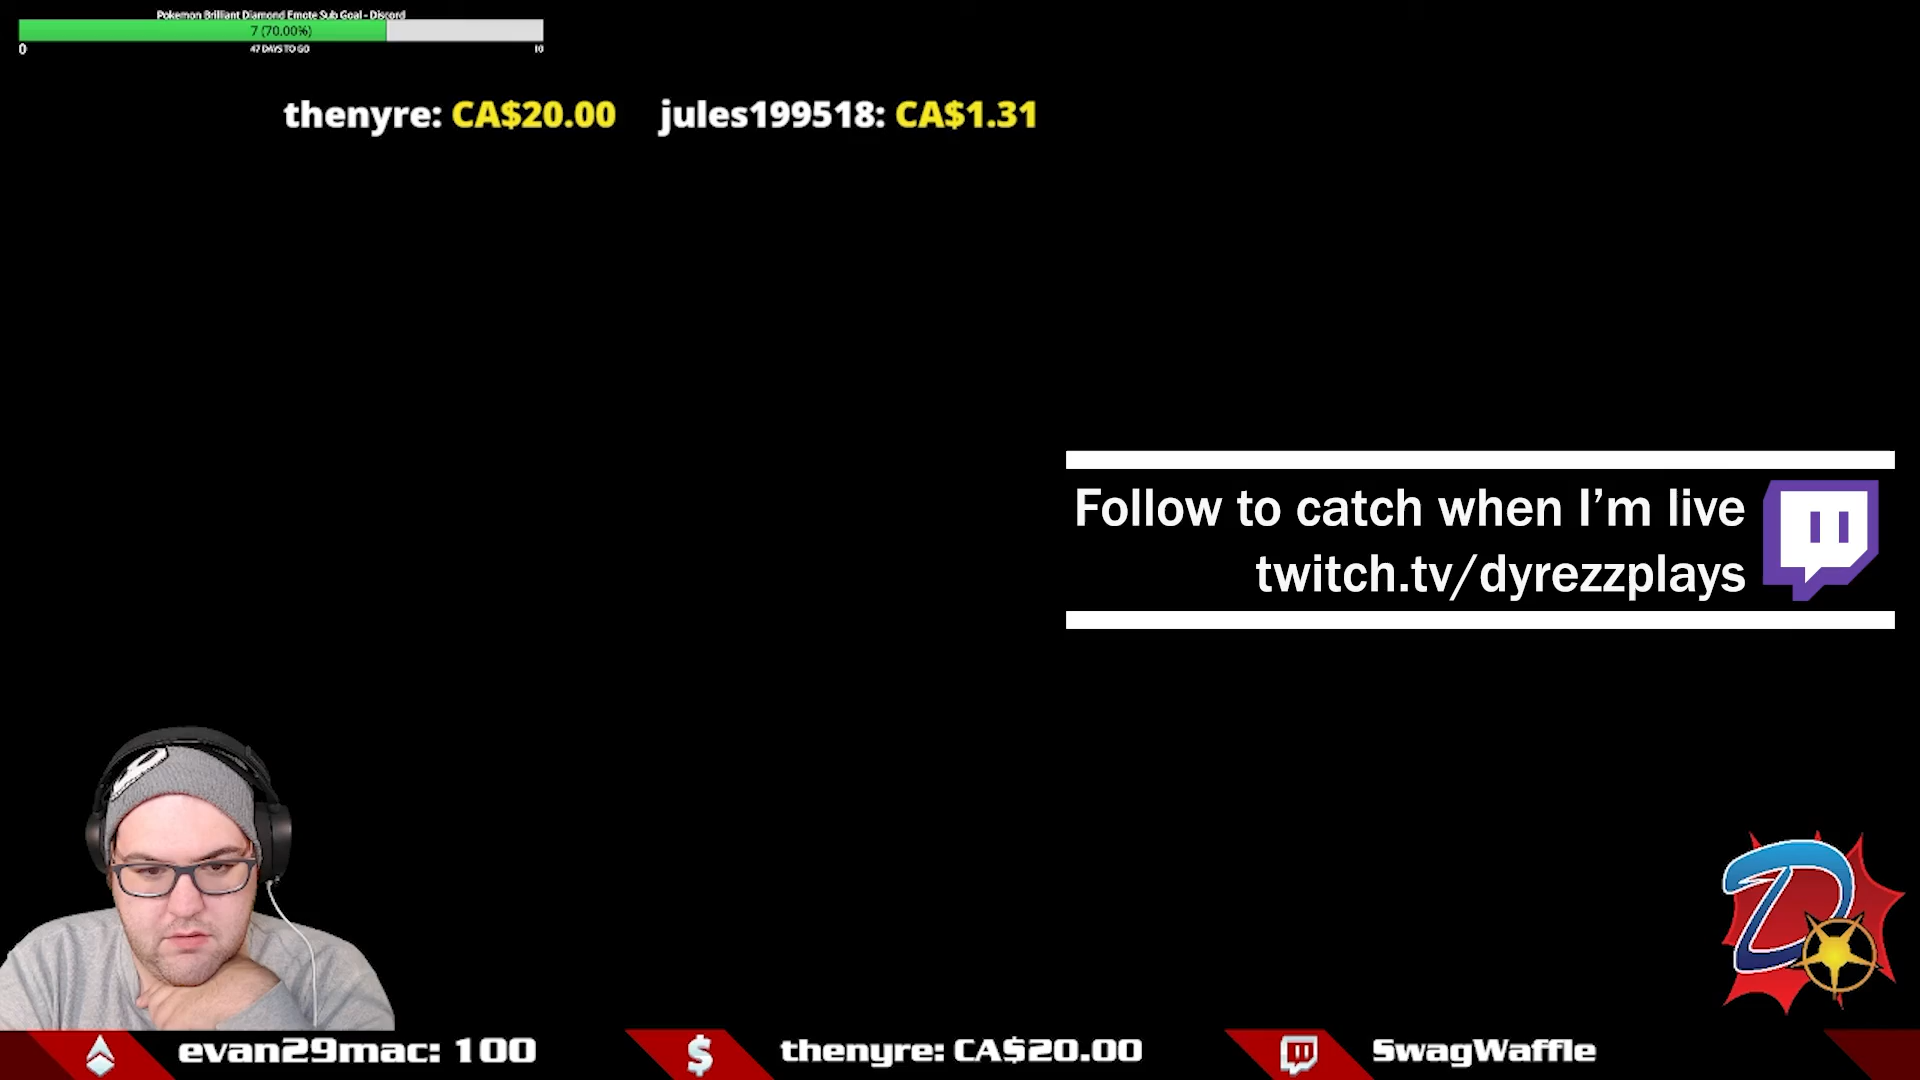 Pokemon Brilliant Diamond Emote Sub Goal - Discord
7 (70.00%)
0 47 DAYS TO GO 10
thenyre: CA$20.00 jules199518: CA$1.31
Follow to catch when I'm live
twitch.tv/dyrezzplays
D
evan29mac: 100 $ thenyre: CA$20.00 SwagWaffle